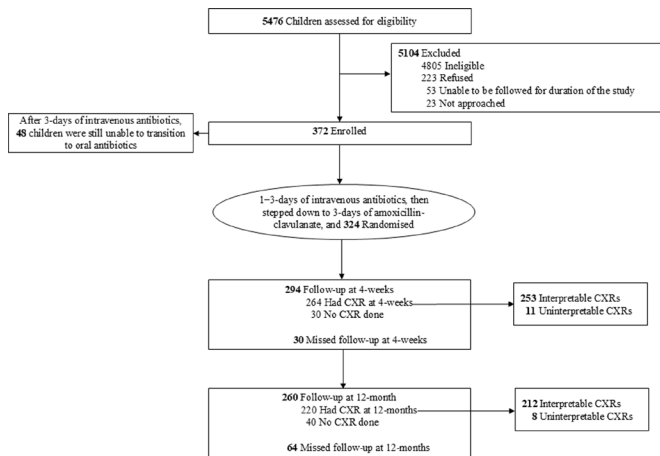 5476 Children assessed for eligibility
5104 Excluded
4805 Ineligible
223 Refused
53 Unable to be followed for duration of the study
23 Not approached
After 3-days of intravenous antibiotics,
48 children were still unable to transition
to oral antibiotics
372 Enrolled
1–3-days of intravenous antibiotics, then
stepped down to 3-days of amoxicillin-
clavulanate, and 324 Randomised
294 Follow-up at 4-weeks
264 Had CXR at 4-weeks
30 No CXR done
30 Missed follow-up at 4-weeks
253 Interpretable CXRs
11 Uninterpretable CXRs
260 Follow-up at 12-month
220 Had CXR at 12-months
40 No CXR done
64 Missed follow-up at 12-months
212 Interpretable CXRs
8 Uninterpretable CXRs